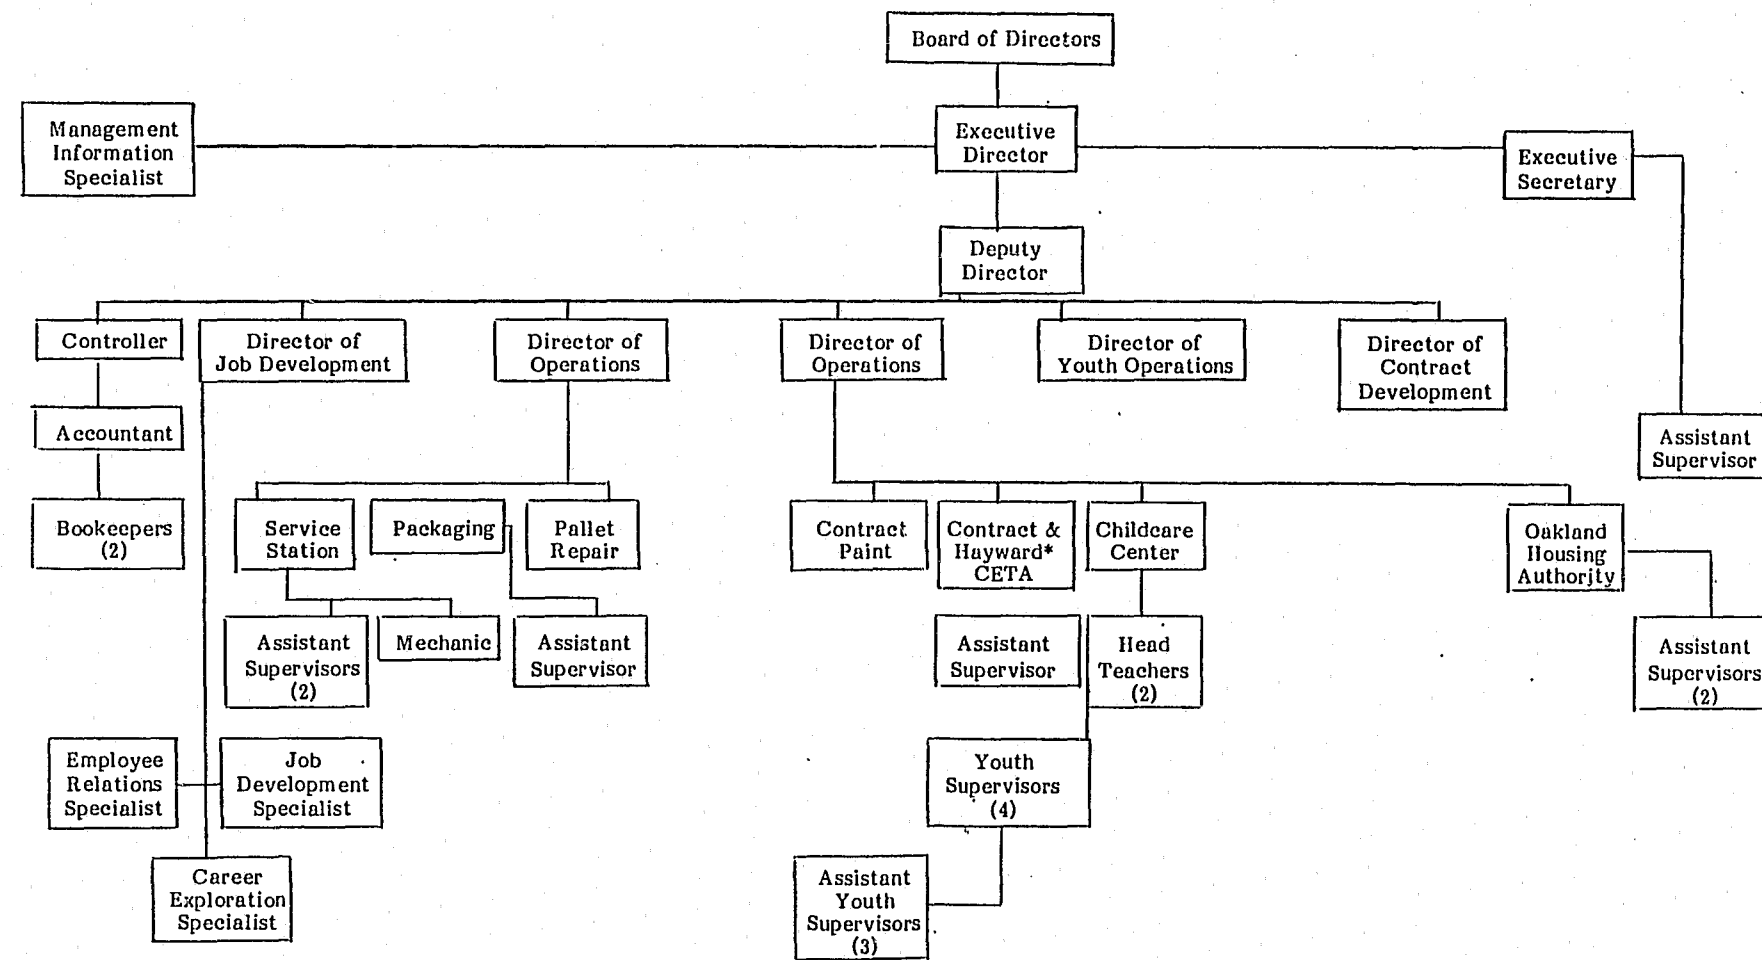 Board of Directors
Management
Information
Specialist
Executive
Director
Executive
Secretary
Deputy
Director
Controller
Director of
Job Development
Director of
Operations
Director of
Operations
Director of
Youth Operations
Director of
Contract
Development
Accountant
Assistant
Supervisor
Bookeepers
(2)
Service
Station
Packaging
Pallet
Repair
Contract
Paint
Contract &
Hayward*
CETA
Childcare
Center
Oakland
Housing
Authority
Assistant
Supervisors
(2)
Mechanic
Assistant
Supervisor
Assistant
Supervisor
Head
Teachers
(2)
Assistant
Supervisors
(2)
Employee
Relations
Specialist
Job
Development
Specialist
Youth
Supervisors
(4)
Career
Exploration
Specialist
Assistant
Youth
Supervisors
(3)